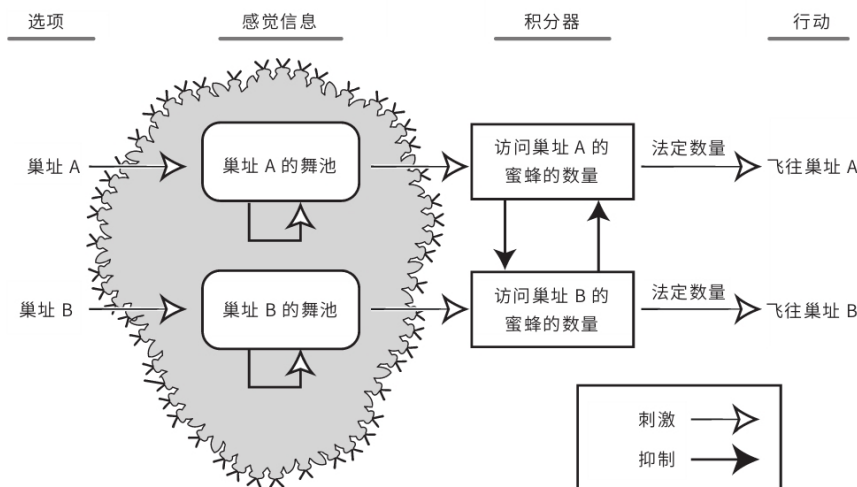 选项
感觉信息
积分器
行动
巢址 A
巢址 A 的舞池
访问巢址 A 的
蜜蜂的数量
法定数量
飞往巢址 A
巢址 B
巢址 B 的舞池
访问巢址 B 的
蜜蜂的数量
法定数量
飞往巢址 B
刺激
抑制